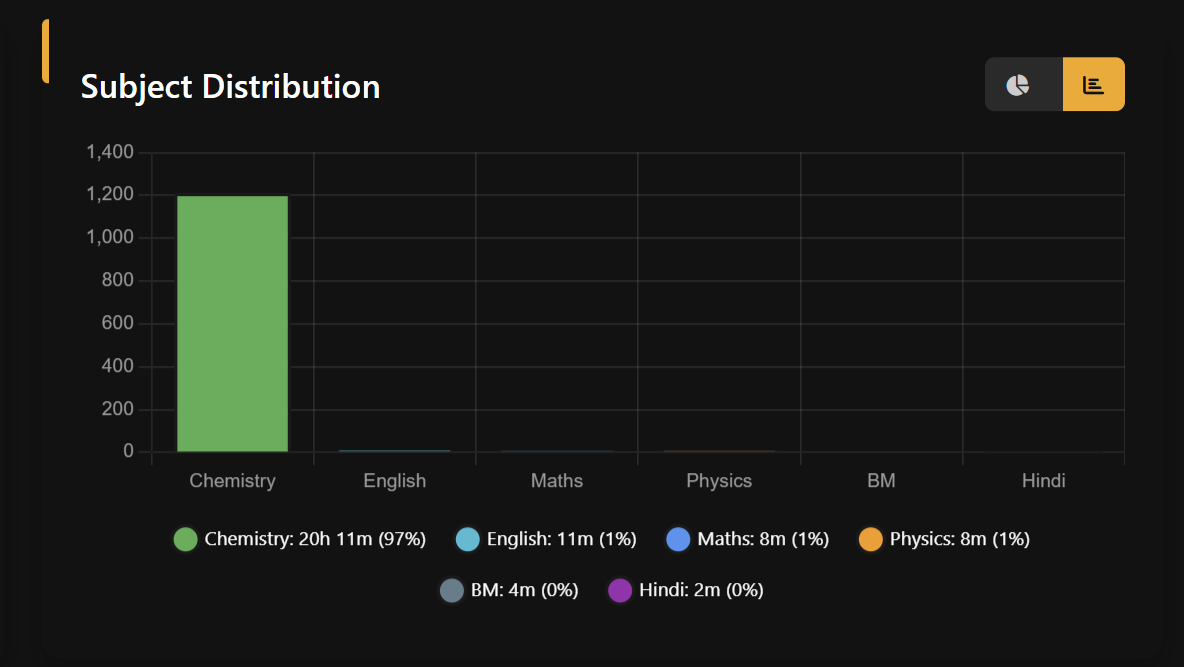 Subject Distribution
1,400
1,200
1,000
800
600
400
200
0
Chemistry English Maths Physics BM Hindi
Chemistry: 20h 11m (97%) English: 11m (1%) Maths: 8m (1%) Physics: 8m (1%)
BM: 4m (0%) Hindi: 2m (0%)